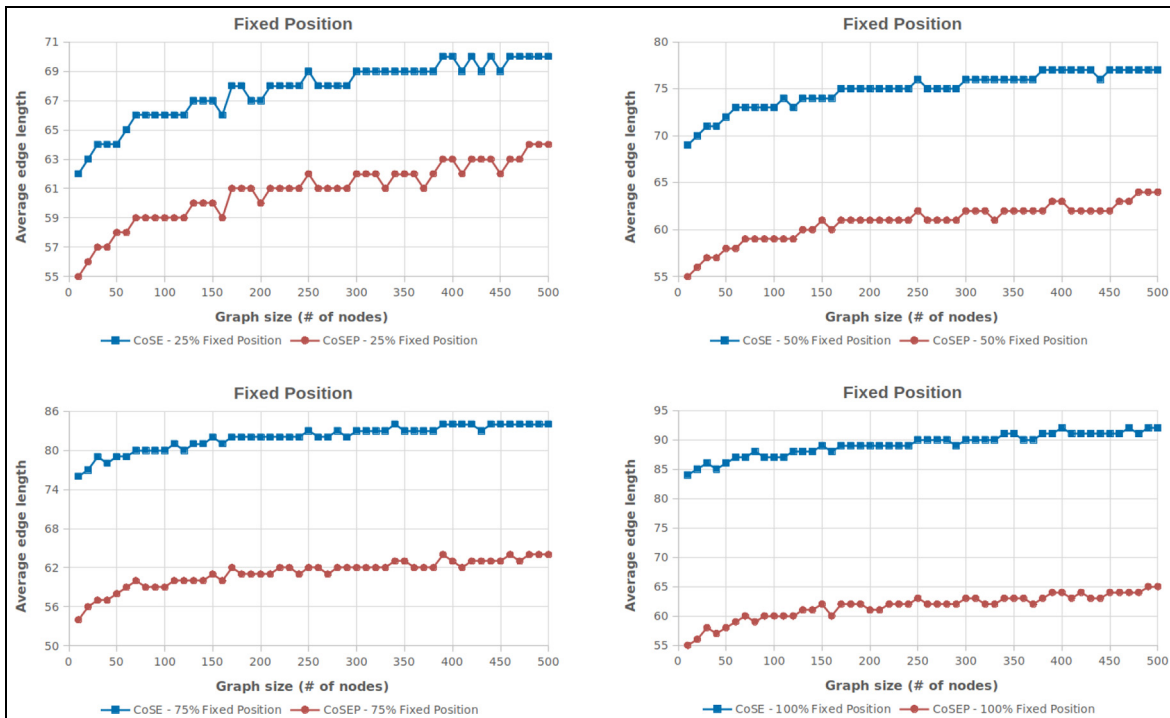 Fixed Position
Average edge length
71
69
67
65
63
61
59
57
55
0 50 100 150 200 250 300 350 400 450 500
Graph size (# of nodes)
CoSE - 25% Fixed Position CoSEP - 25% Fixed Position
Fixed Position
Average edge length
80
75
70
65
60
55
0 50 100 150 200 250 300 350 400 450 500
Graph size (# of nodes)
CoSE - 50% Fixed Position CoSEP - 50% Fixed Position
Fixed Position
Average edge length
86
80
74
68
62
56
50
0 50 100 150 200 250 300 350 400 450 500
Graph size (# of nodes)
CoSE - 75% Fixed Position CoSEP - 75% Fixed Position
Fixed Position
Average edge length
95
90
85
80
75
70
65
60
55
0 50 100 150 200 250 300 350 400 450 500
Graph size (# of nodes)
CoSE - 100% Fixed Position CoSEP - 100% Fixed Position